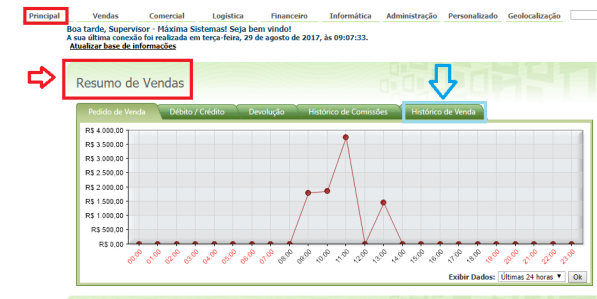 Principal Vendas Comercial Logística Financeiro Informática Administração Personalizado Geolocalização
Boa tarde, Supervisor - Máxima Sistemas! Seja bem vindo!
A sua última conexão foi realizada em terça-feira, 29 de agosto de 2017, às 09:07:33.
Atualizar base de informações
Resumo de Vendas
Pedido de Venda Débito / Crédito Devolução Histórico de Comissões Histórico de Venda
R$ 4.000,00
R$ 3.500,00
R$ 3.000,00
R$ 2.500,00
R$ 2.000,00
R$ 1.500,00
R$ 1.000,00
R$ 500,00
R$ 0,00
00:00 01:00 02:00 03:00 04:00 05:00 06:00 07:00 08:00 09:00 10:00 11:00 12:00 13:00 14:00 15:00 16:00 17:00 18:00 19:00 20:00 21:00 22:00 23:00
Exibir Dados: Últimas 24 horas Ok